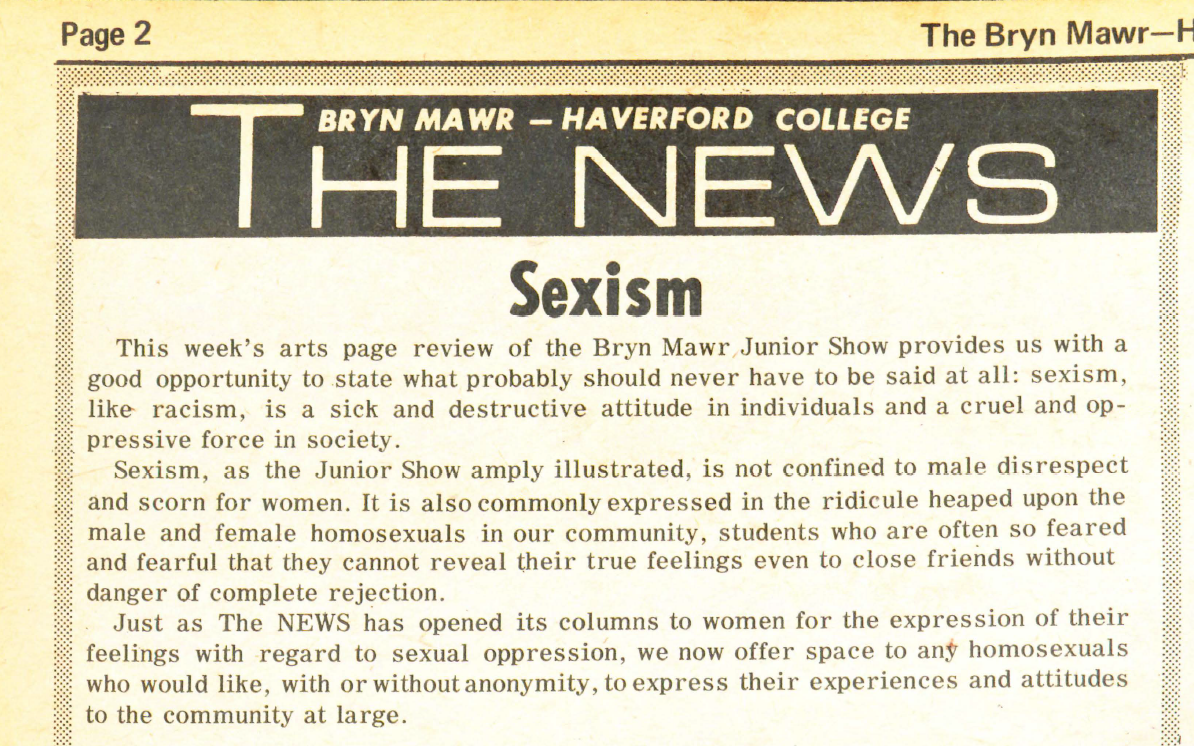 Page 2
The Bryn Mawr—H
BRYN MAWR – HAVERFORD COLLEGE
THE NEWS
Sexism
This week's arts page review of the Bryn Mawr Junior Show provides us with a
good opportunity to state what probably should never have to be said at all: sexism,
like racism, is a sick and destructive attitude in individuals and a cruel and op-
pressive force in society.
Sexism, as the Junior Show amply illustrated, is not confined to male disrespect
and scorn for women. It is also commonly expressed in the ridicule heaped upon the
male and female homosexuals in our community, students who are often so feared
and fearful that they cannot reveal their true feelings even to close friends without
danger of complete rejection.
Just as The NEWS has opened its columns to women for the expression of their
feelings with regard to sexual oppression, we now offer space to any homosexuals
who would like, with or without anonymity, to express their experiences and attitudes
to the community at large.